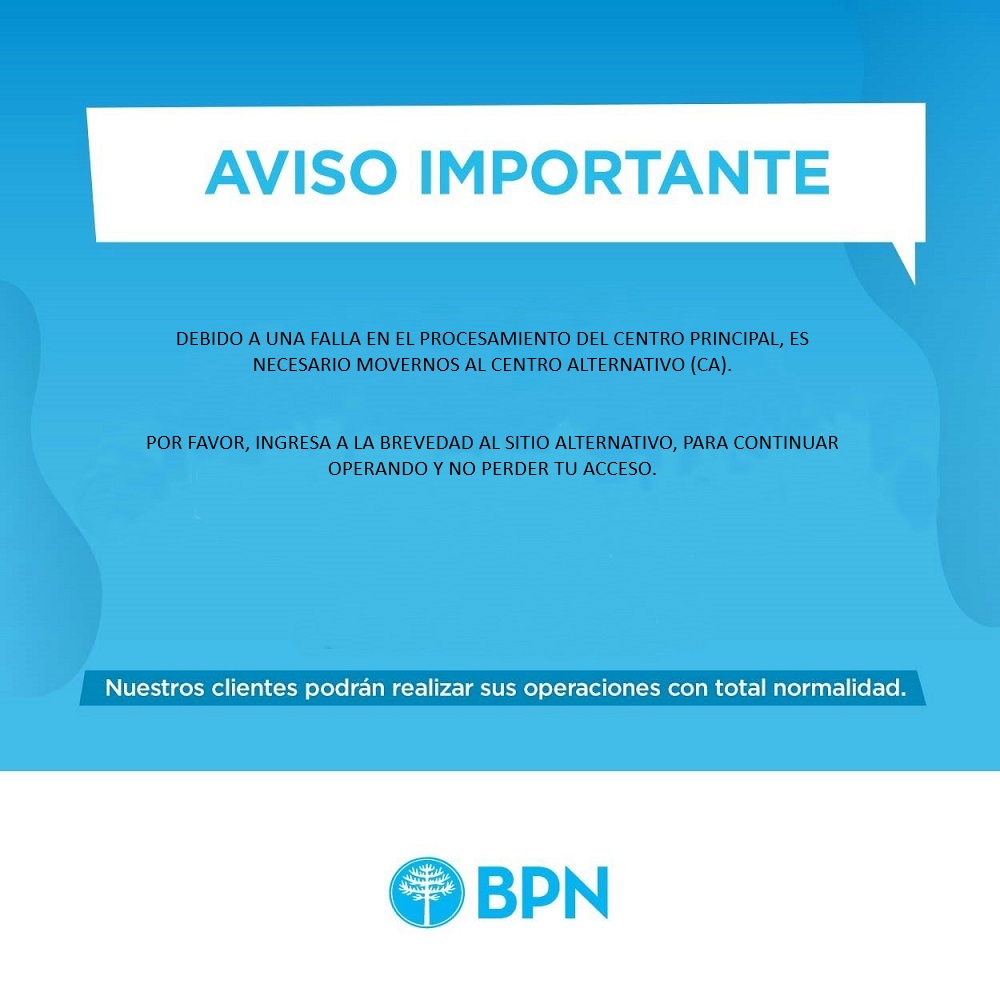 AVISO IMPORTANTE
DEBIDO A UNA FALLA EN EL PROCESAMIENTO DEL CENTRO PRINCIPAL, ES
NECESARIO MOVERNOS AL CENTRO ALTERNATIVO (CA).
POR FAVOR, INGRESA A LA BREVEDAD AL SITIO ALTERNATIVO, PARA CONTINUAR
OPERANDO Y NO PERDER TU ACCESO.
Nuestros clientes podrán realizar sus operaciones con total normalidad.
BPN